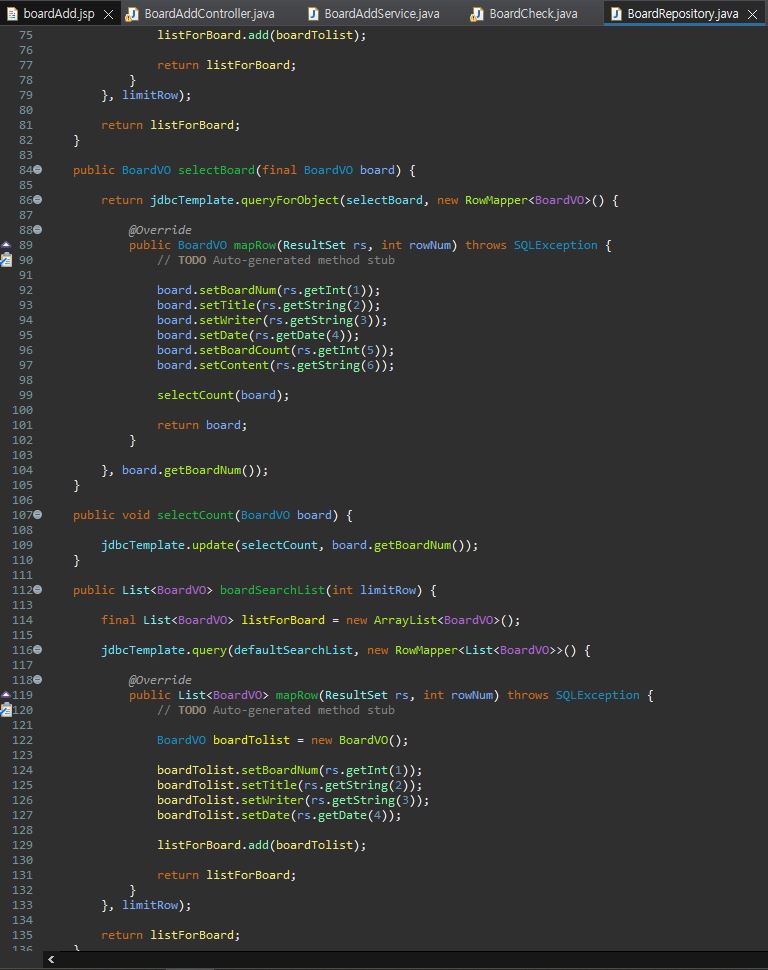 boardAdd.jsp BoardAddController.java BoardAddService.java BoardCheck.java BoardRepository.java
75 listForBoard.add(boardTolist);
76
77 return listForBoard;
78 }
79 }, limitRow);
80
81 return listForBoard;
82 }
83
84 public BoardVO selectBoard(final BoardVO board) {
85
86 return jdbcTemplate.queryForObject(selectBoard, new RowMapper<BoardVO>() {
87
88 @Override
89 public BoardVO mapRow(ResultSet rs, int rowNum) throws SQLException {
90 // TODO Auto-generated method stub
91
92 board.setBoardNum(rs.getInt(1));
93 board.setTitle(rs.getString(2));
94 board.setWriter(rs.getString(3));
95 board.setDate(rs.getDate(4));
96 board.setBoardCount(rs.getInt(5));
97 board.setContent(rs.getString(6));
98
99 selectCount(board);
100
101 return board;
102 }
103
104 }, board.getBoardNum());
105 }
106
107 public void selectCount(BoardVO board) {
108
109 jdbcTemplate.update(selectCount, board.getBoardNum());
110 }
111
112 public List<BoardVO> boardSearchList(int limitRow) {
113
114 final List<BoardVO> listForBoard = new ArrayList<BoardVO>();
115
116 jdbcTemplate.query(defaultSearchList, new RowMapper<List<BoardVO>>() {
117
118 @Override
119 public List<BoardVO> mapRow(ResultSet rs, int rowNum) throws SQLException {
120 // TODO Auto-generated method stub
121
122 BoardVO boardTolist = new BoardVO();
123
124 boardTolist.setBoardNum(rs.getInt(1));
125 boardTolist.setTitle(rs.getString(2));
126 boardTolist.setWriter(rs.getString(3));
127 boardTolist.setDate(rs.getDate(4));
128
129 listForBoard.add(boardTolist);
130
131 return listForBoard;
132 }
133 }, limitRow);
134
135 return listForBoard;
136 }